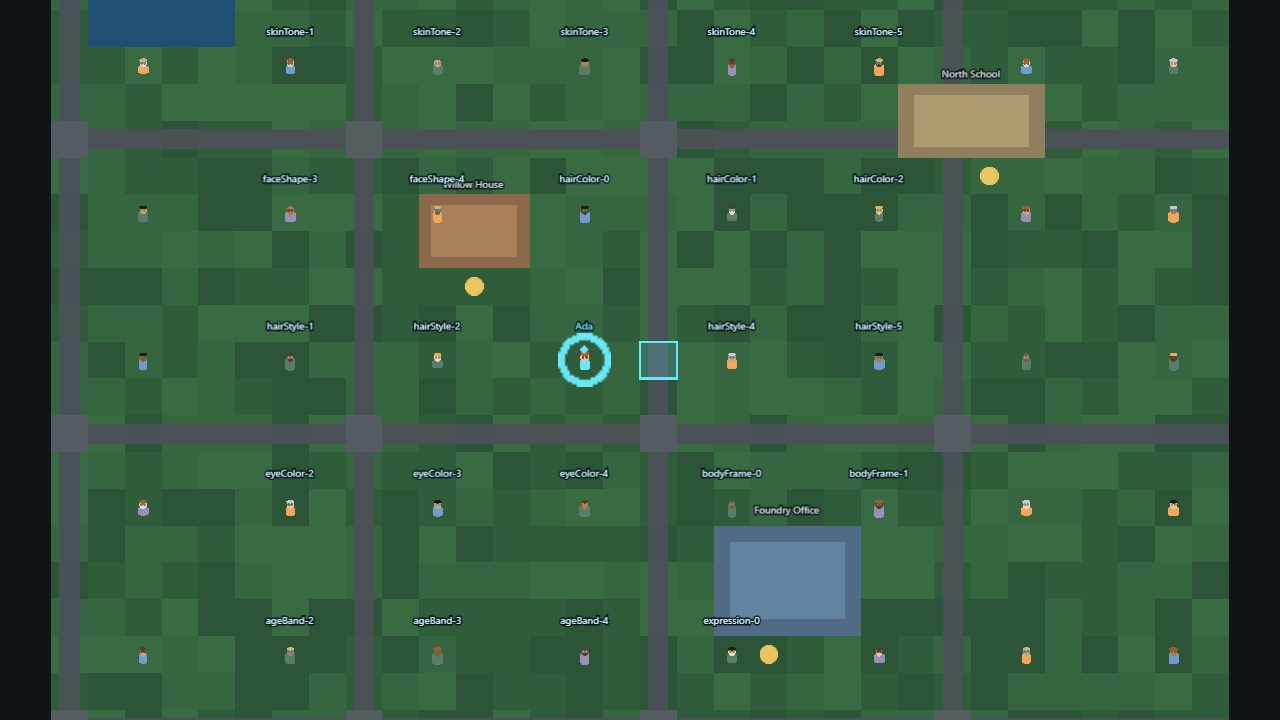 skinTone-1
skinTone-2
skinTone-3
skinTone-4
skinTone-5
North School
faceShape-3
faceShape-4
Willow House
hairColor-0
hairColor-1
hairColor-2
hairStyle-1
hairStyle-2
Ada
hairStyle-4
hairStyle-5
eyeColor-2
eyeColor-3
eyeColor-4
bodyFrame-0
bodyFrame-1
Foundry Office
ageBand-2
ageBand-3
ageBand-4
expression-0